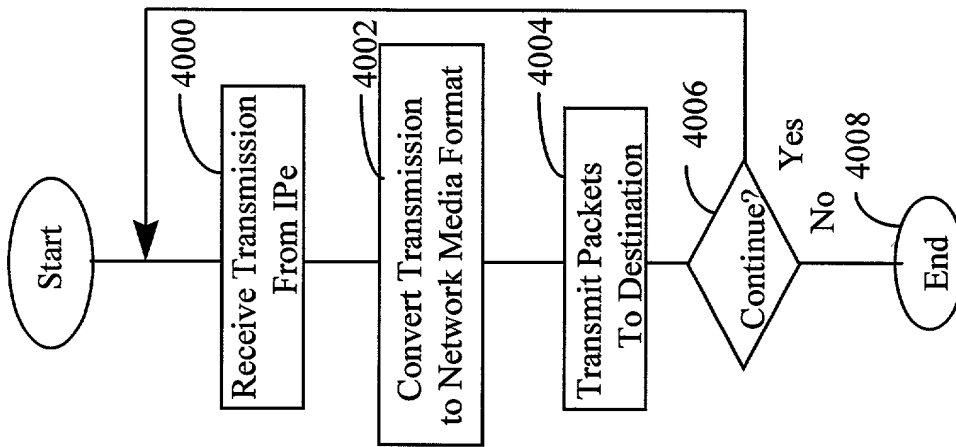 Start
4000
Receive Transmission
From IPe
4002
Convert Transmission
to Network Media Format
4004
Transmit Packets
To Destination
4006
Continue?
Yes
No
4008
End